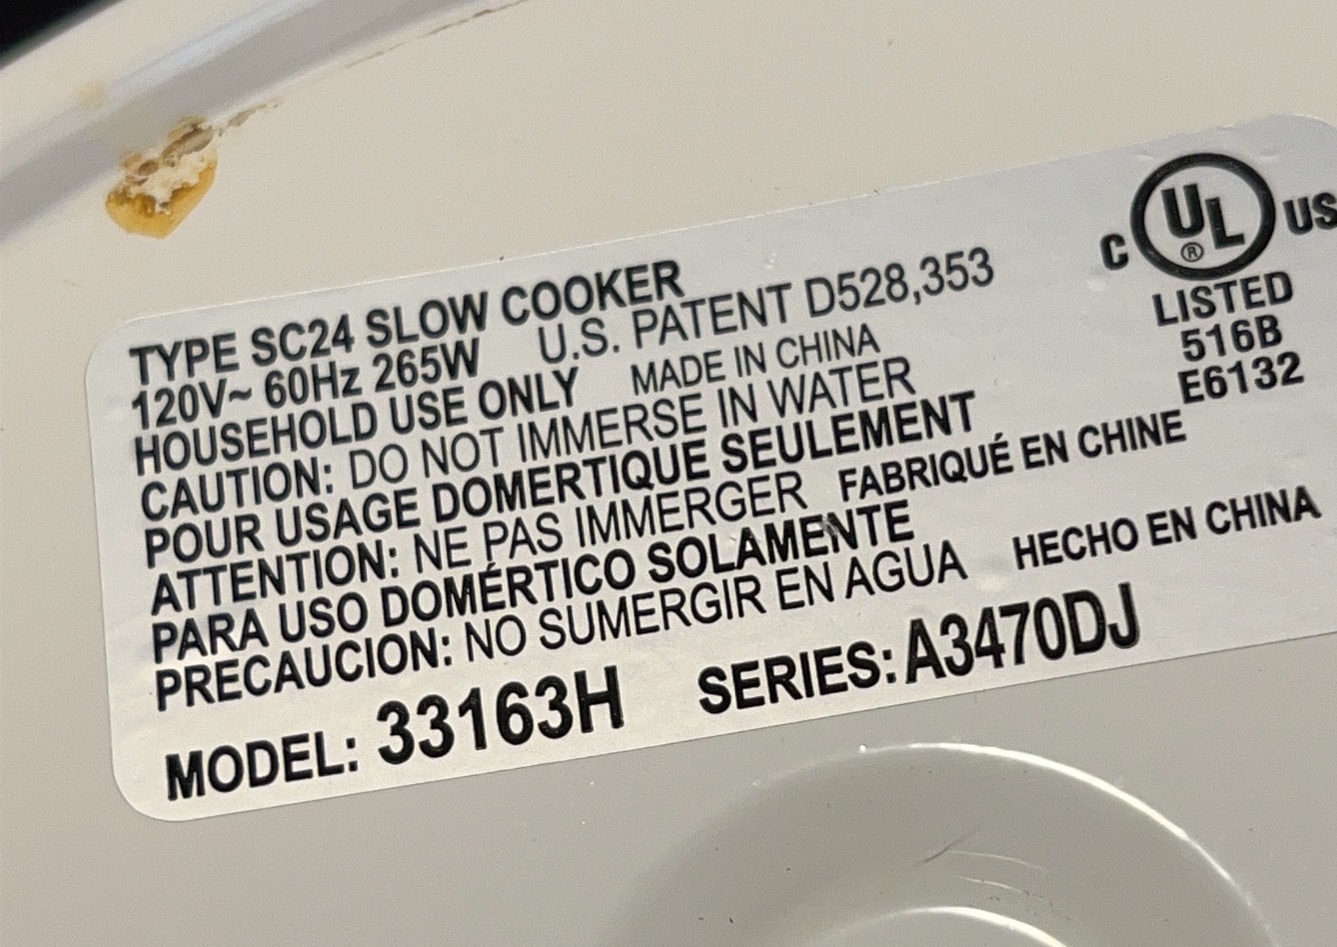 TYPE SC24 SLOW COOKER
120V~ 60Hz 265W U.S. PATENT D528,353
HOUSEHOLD USE ONLY MADE IN CHINA
CAUTION: DO NOT IMMERSE IN WATER
POUR USAGE DOMERTIQUE SEULEMENT
ATTENTION: NE PAS IMMERGER FABRIQUÉ EN CHINE
PARA USO DOMÉRTICO SOLAMENTE
PRECAUCION: NO SUMERGIR EN AGUA HECHO EN CHINA
MODEL: 33163H SERIES: A3470DJ
C UL® US
LISTED
516B
E6132